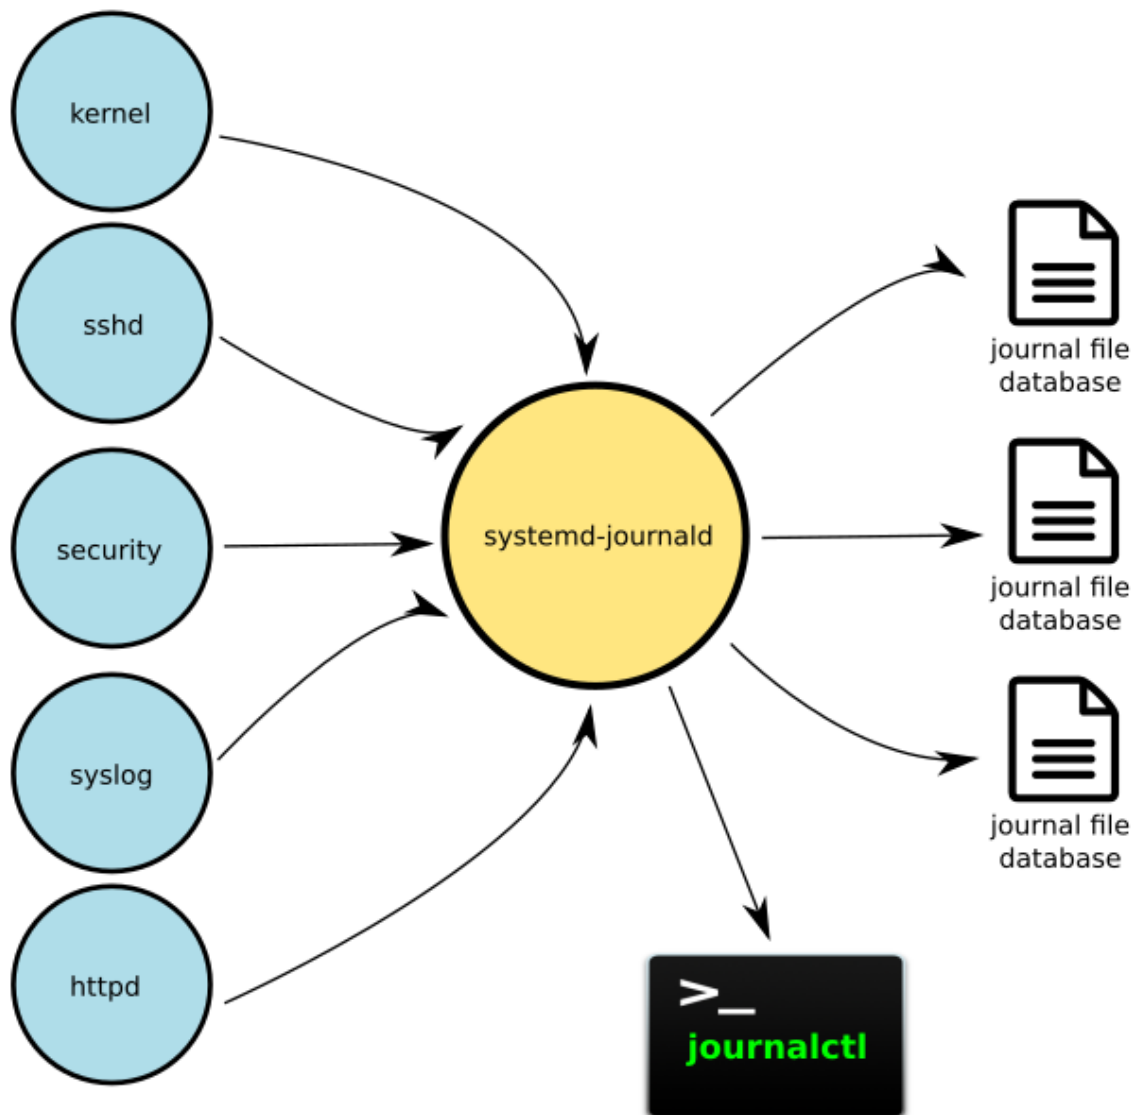 kernel
sshd
security
syslog
httpd
systemd-journald
journal file
database
journal file
database
journal file
database
>_
journalctl